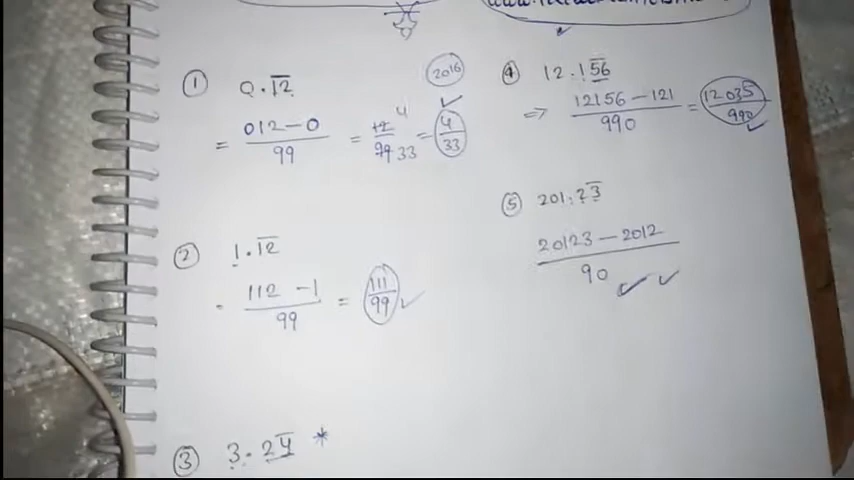 ① 0.1̅2̅
2016
= 012-0/99 = 12/99 4/33 = 4/33
② 1.1̅2̅
112-1/99 = 111/99
③ 3.24̅ *
④ 12.15̅6̅
=> 12156-121/990 = 12035/990
⑤ 201.23̅
20123-2012/90